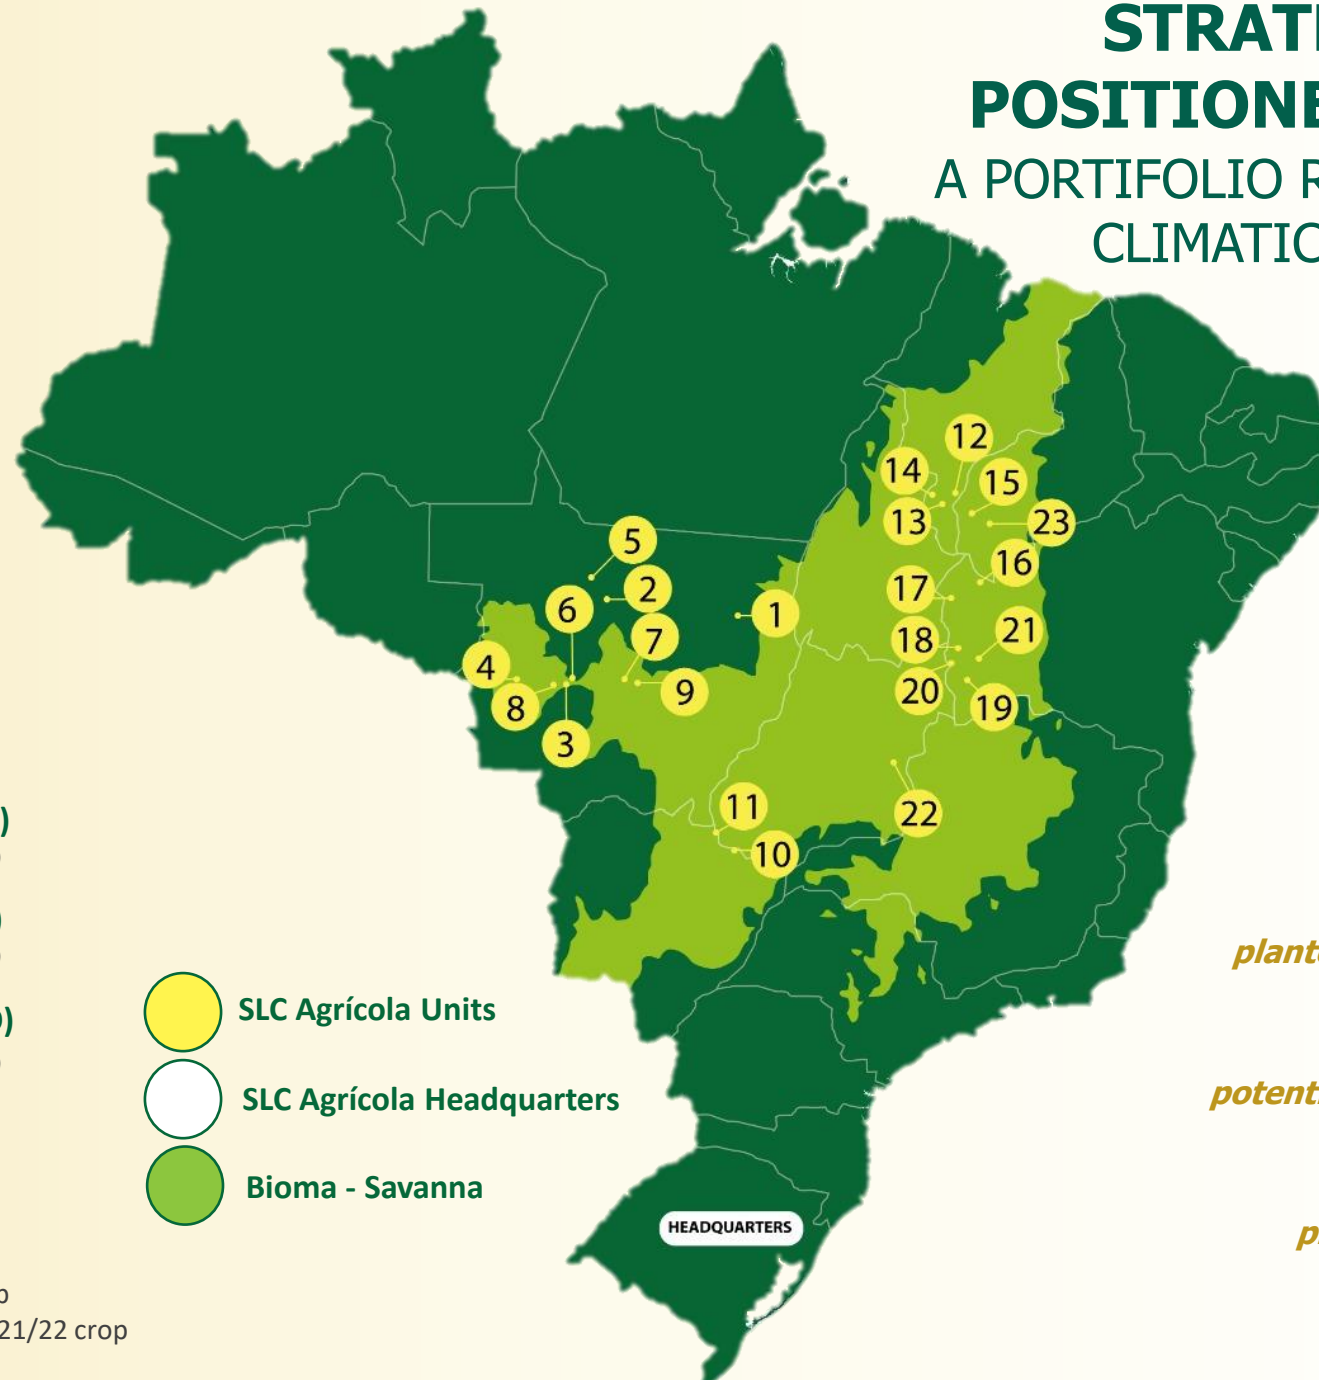 STRAT
POSITIONE
A PORTIFOLIO R
CLIMATIC
12
14
15
13
23
5
16
2
17
6
1
7
21
18
4
20
9
8
19
3
11
22
10
)
)
plant
SLC Agrícola Units
)
SLC Agrícola Headquarters
potent
Bioma - Savanna
HEADQUARTERS
p
21/22 crop